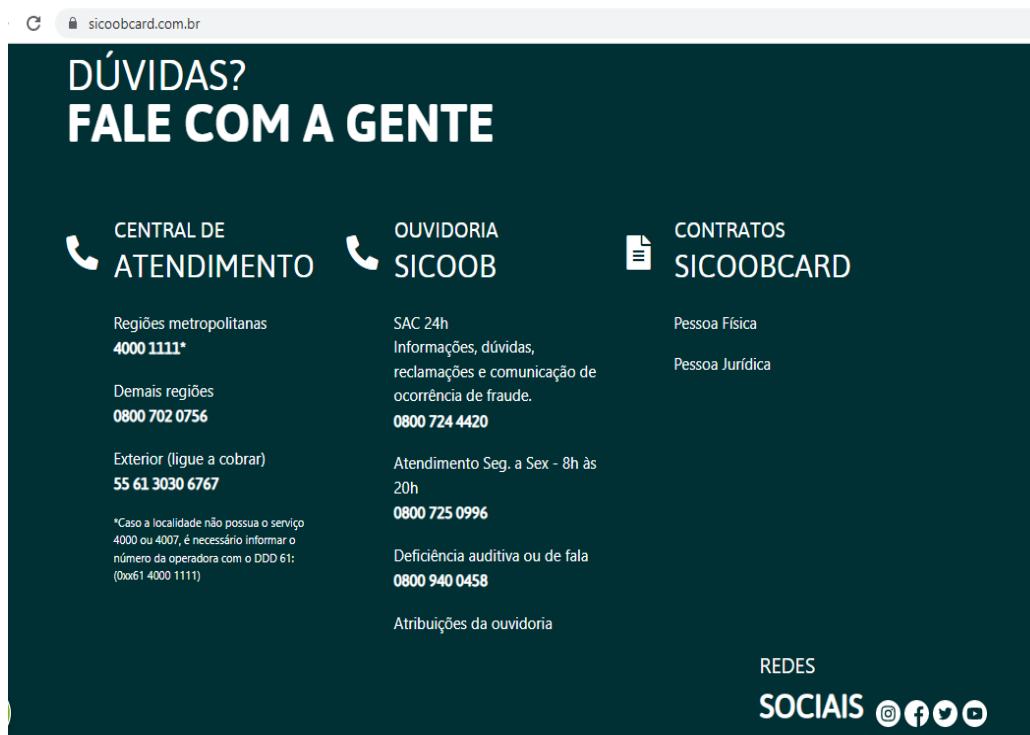 sicoobcard.com.br
DÚVIDAS?
FALE COM A GENTE
CENTRAL DE
ATENDIMENTO
Regiões metropolitanas
4000 1111*
Demais regiões
0800 702 0756
Exterior (ligue a cobrar)
55 61 3030 6767
*Caso a localidade não possua o serviço
4000 ou 4007, é necessário informar o
número da operadora com o DDD 61:
(0xx61 4000 1111)
OUVIDORIA
SICOOB
SAC 24h
Informações, dúvidas,
reclamações e comunicação de
ocorrência de fraude.
0800 724 4420
Atendimento Seg. a Sex - 8h às
20h
0800 725 0996
Deficiência auditiva ou de fala
0800 940 0458
Atribuições da ouvidoria
CONTRATOS
SICOOBCARD
Pessoa Física
Pessoa Jurídica
REDES
SOCIAIS